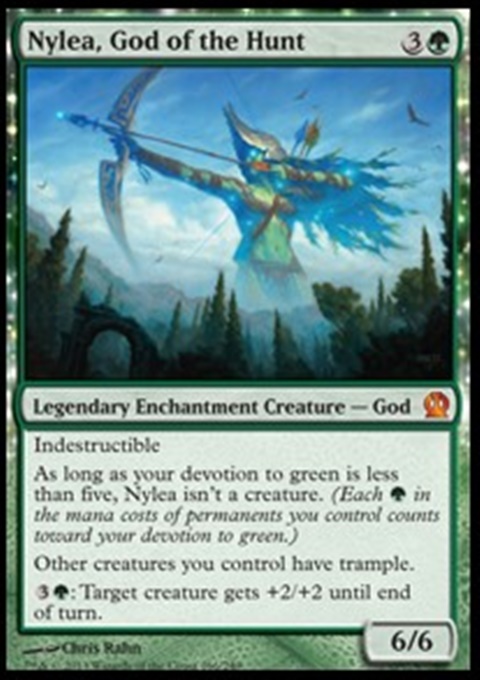 Nylea, God of the Hunt 3
Legendary Enchantment Creature — God
Indestructible
As long as your devotion to green is less
than five, Nylea isn't a creature. (Each in
the mana costs of permanents you control counts
toward your devotion to green.)
Other creatures you control have trample.
3: Target creature gets +2/+2 until end
of turn.
6/6
Chris Rahn